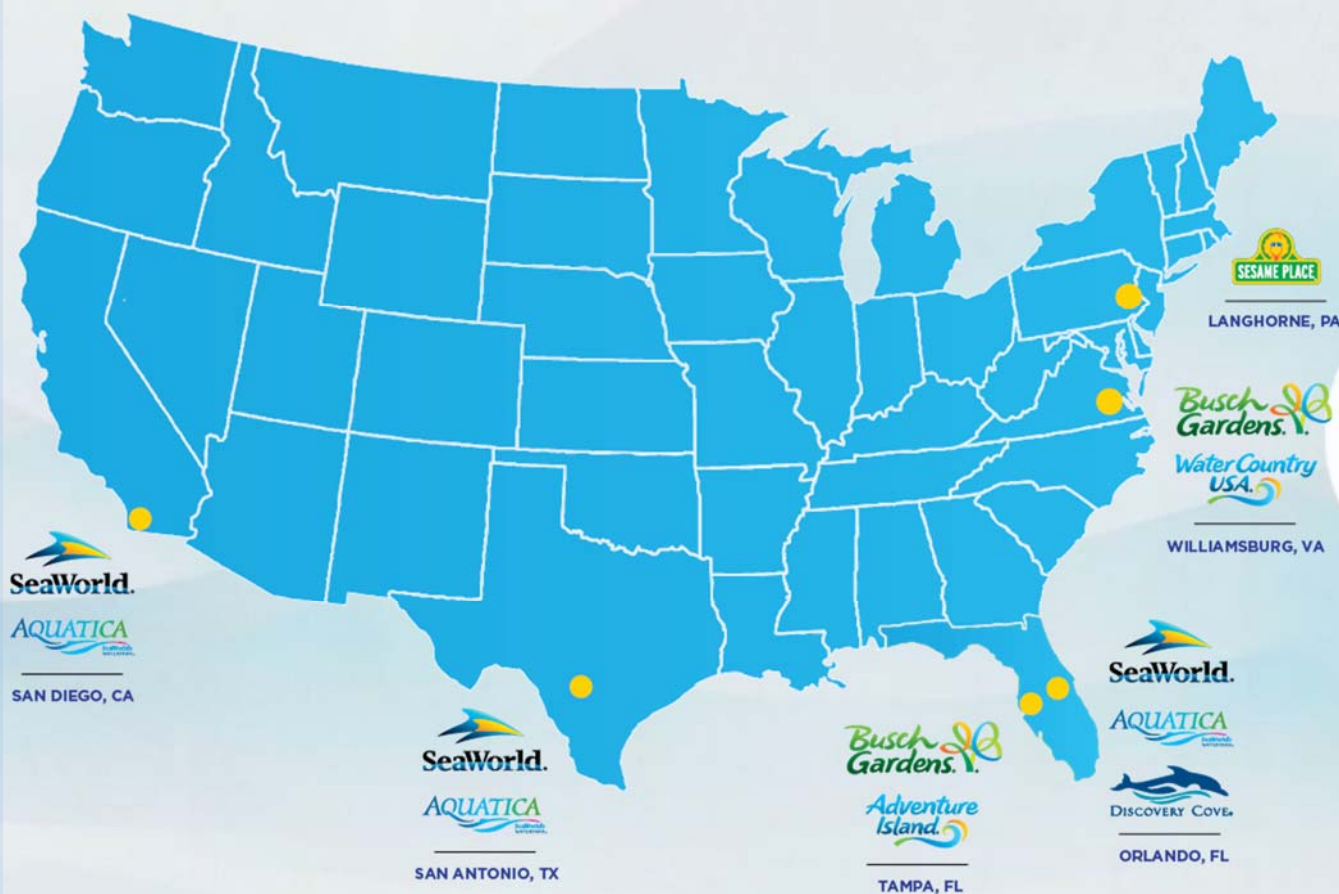 SESAME PLACE
LANGHORNE, PA
Busch
Gardens.
Water Country
USA.
WILLIAMSBURG, VA
SeaWorld.
AQUATICA
SAN DIEGO, CA
SeaWorld.
AQUATICA
SAN ANTONIO, TX
Busch
Gardens.
Adventure
Island.
TAMPA, FL
SeaWorld.
AQUATICA
DISCOVERY COVE.
ORLANDO, FL